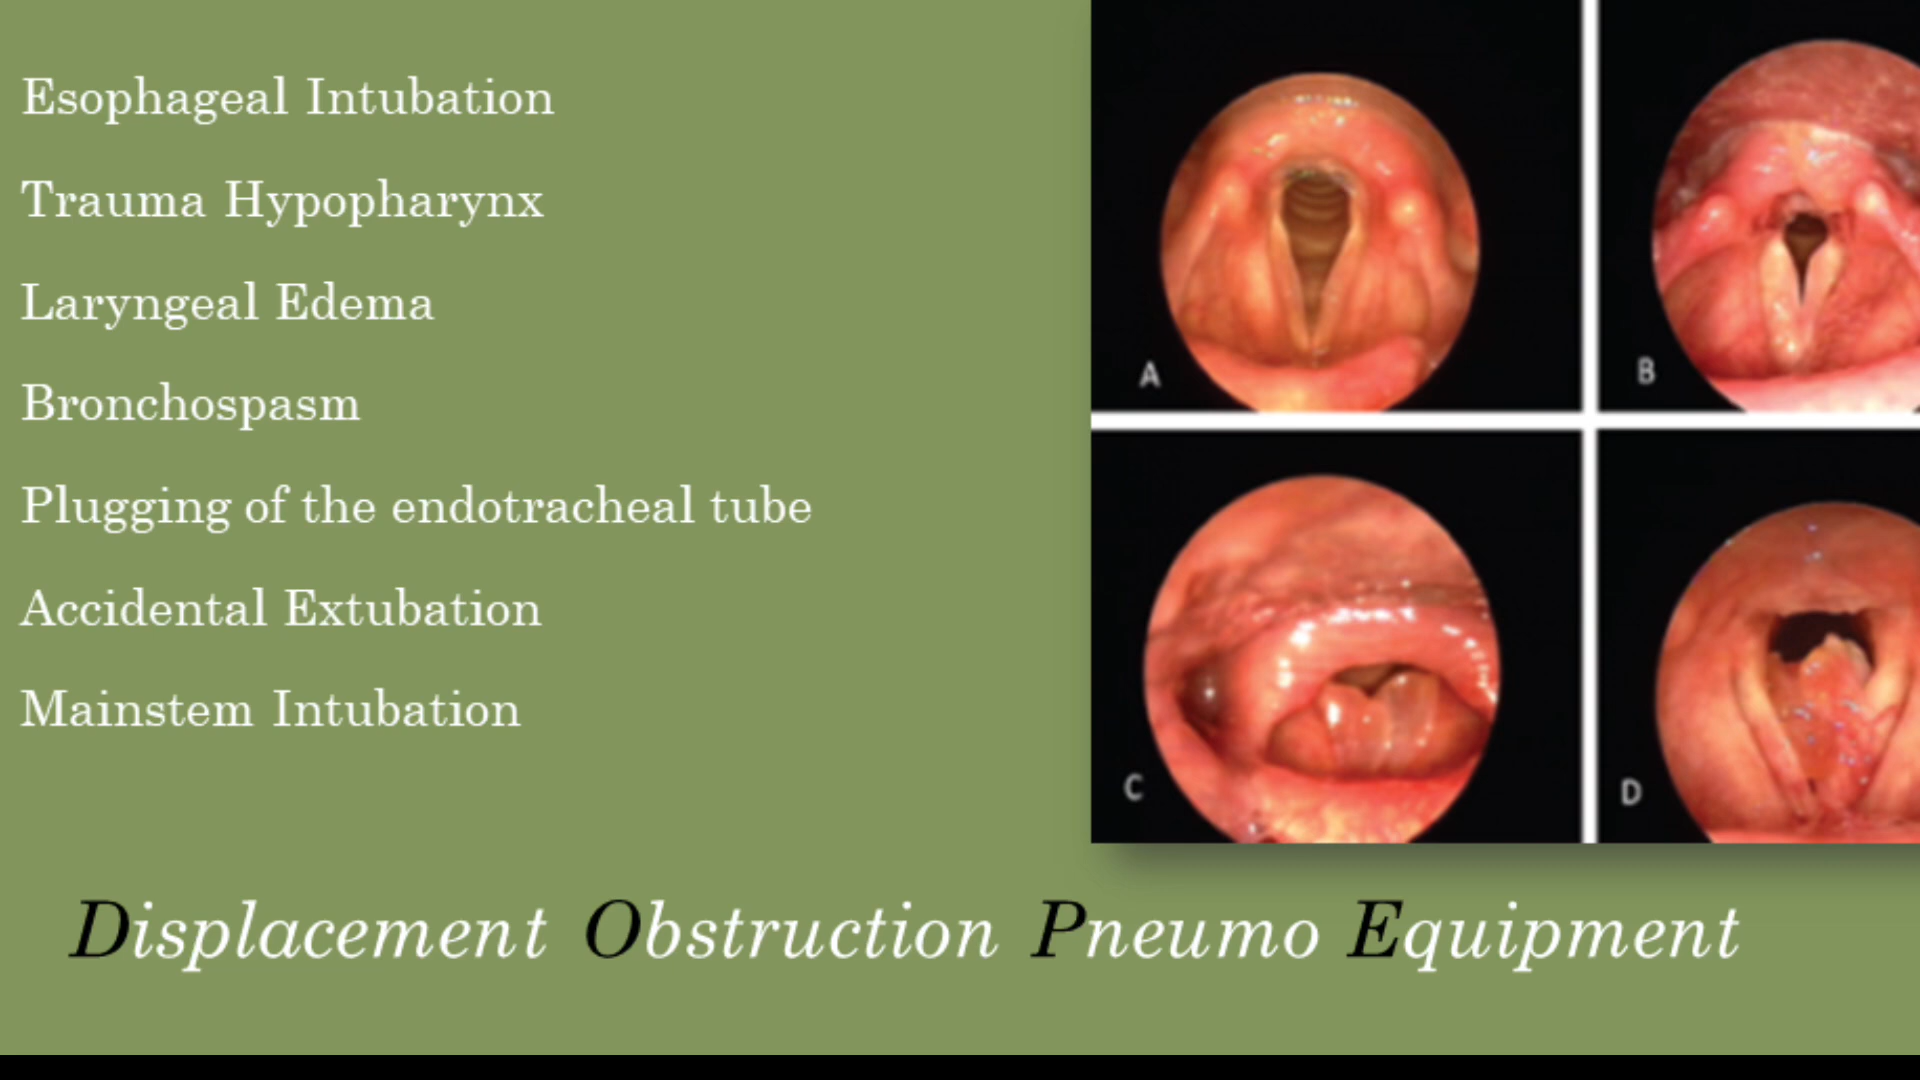 Esophageal Intubation
Trauma Hypopharynx
Laryngeal Edema
Bronchospasm
Plugging of the endotracheal tube
Accidental Extubation
Mainstem Intubation
A
B
C
D
Displacement Obstruction Pneumo Equipment